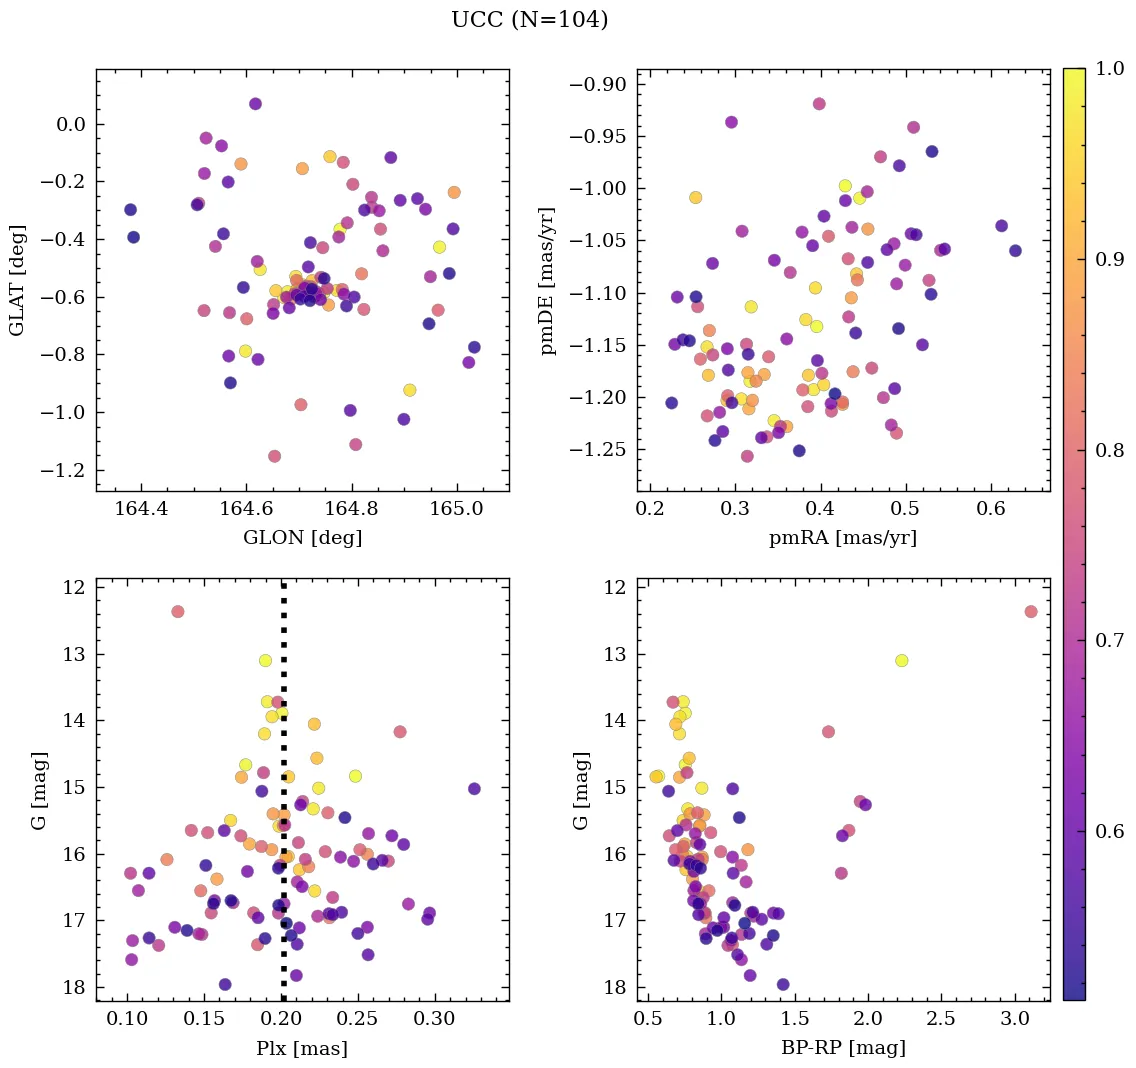 UCC (N=104)
0.0
−0.2
−0.4
−0.6
−0.8
−1.0
−1.2
GLAT [deg]
164.4 164.6 164.8 165.0
GLON [deg]
−0.90
−0.95
−1.00
−1.05
−1.10
−1.15
−1.20
−1.25
pmDE [mas/yr]
0.2 0.3 0.4 0.5 0.6
pmRA [mas/yr]
12
13
14
15
16
17
18
G [mag]
0.10 0.15 0.20 0.25 0.30
Plx [mas]
12
13
14
15
16
17
18
G [mag]
0.5 1.0 1.5 2.0 2.5 3.0
BP-RP [mag]
1.0
0.9
0.8
0.7
0.6